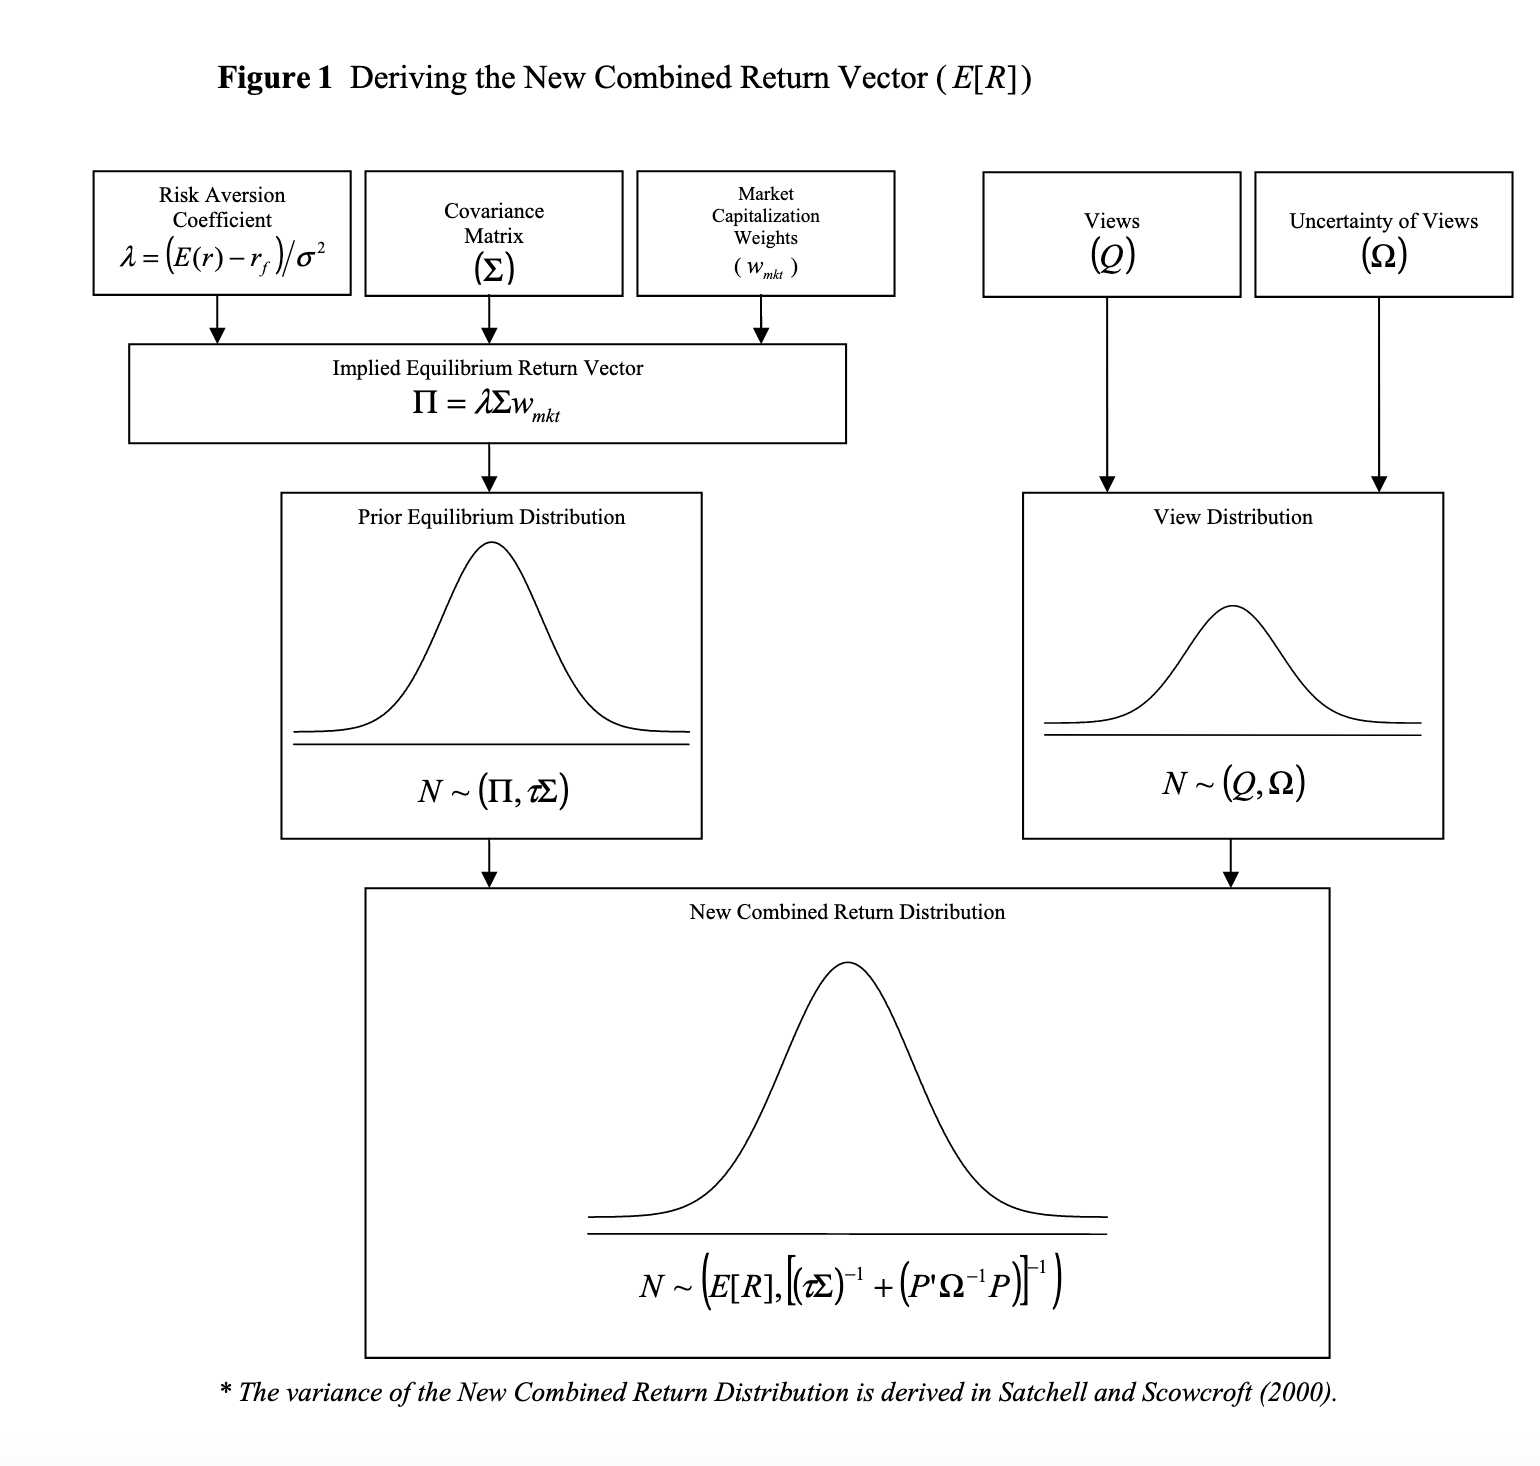 Figure 1 Deriving the New Combined Return Vector ( E[R] )
Risk Aversion
Coefficient
λ = (E(r) − r_f)/σ²
Covariance
Matrix
(Σ)
Market
Capitalization
Weights
( w_mkt )
Views
(Q)
Uncertainty of Views
(Ω)
Implied Equilibrium Return Vector
Π = λΣw_mkt
Prior Equilibrium Distribution
N ~ (Π, τΣ)
View Distribution
N ~ (Q, Ω)
New Combined Return Distribution
N ~ (E[R], [(τΣ)⁻¹ + (P'Ω⁻¹P)]⁻¹)
* The variance of the New Combined Return Distribution is derived in Satchell and Scowcroft (2000).